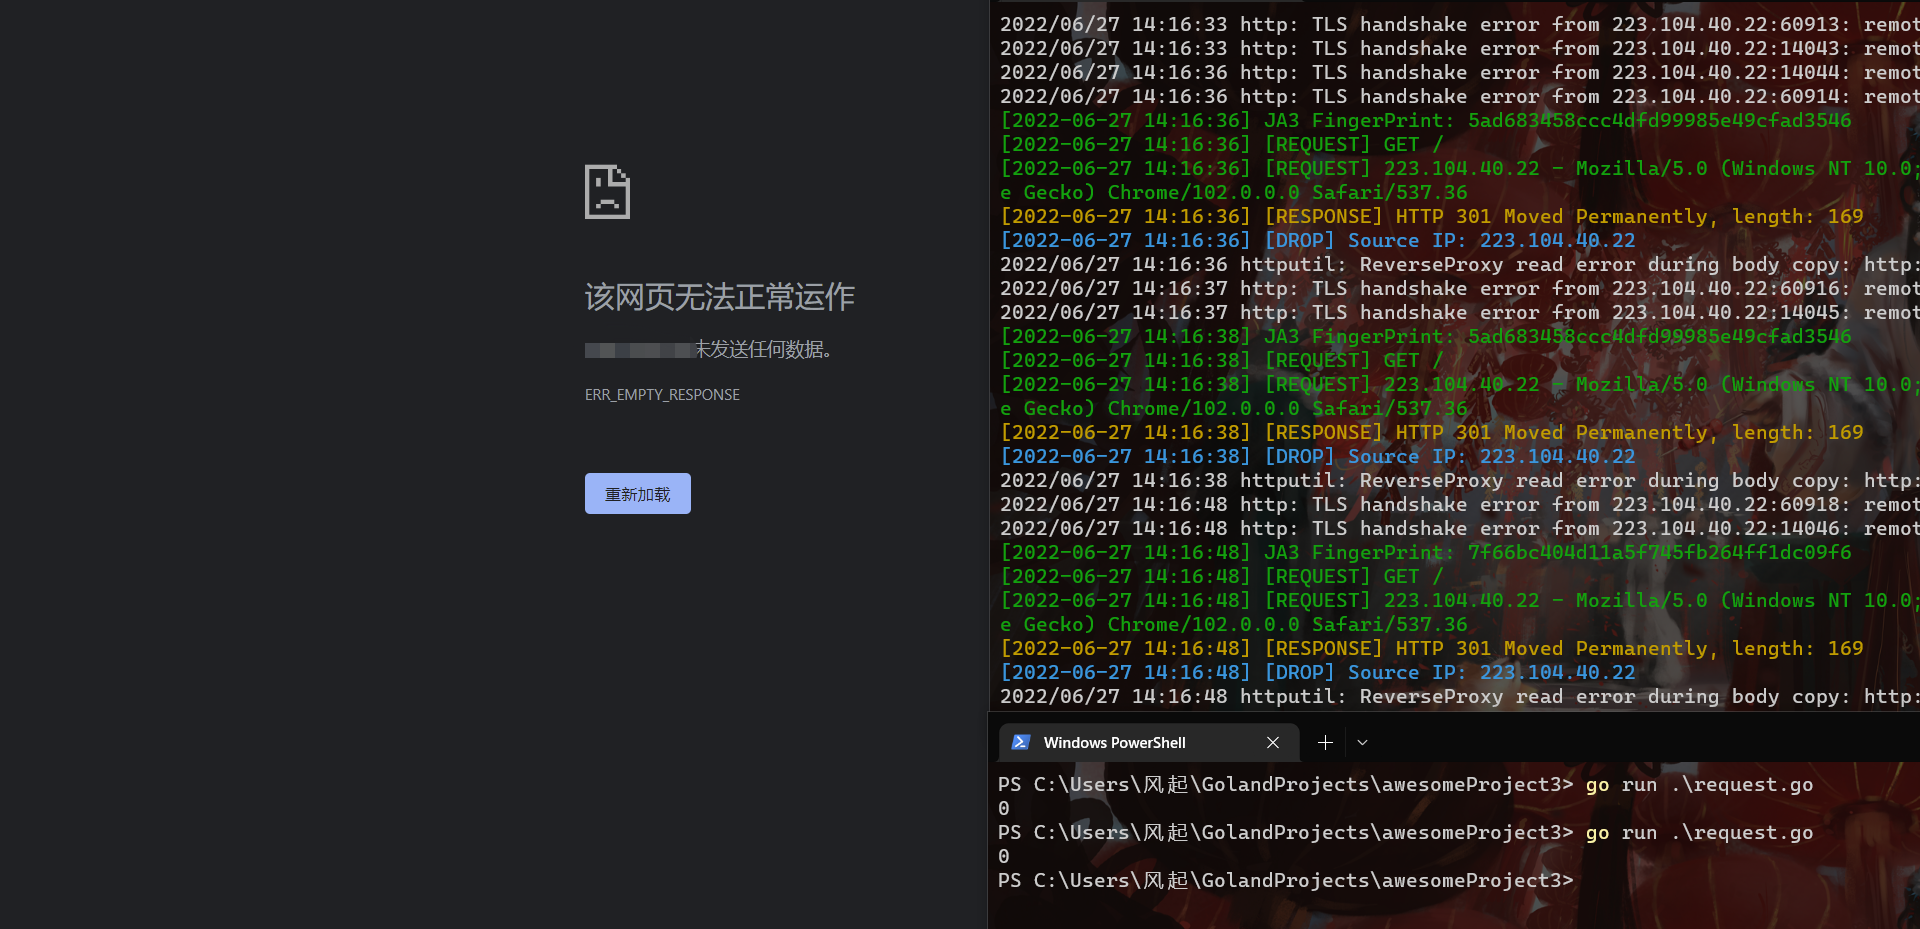 该网页无法正常运作
未发送任何数据。
ERR_EMPTY_RESPONSE
重新加载
2022/06/27 14:16:33 http: TLS handshake error from 223.104.40.22:60913: remot
2022/06/27 14:16:33 http: TLS handshake error from 223.104.40.22:14043: remot
2022/06/27 14:16:36 http: TLS handshake error from 223.104.40.22:14044: remot
2022/06/27 14:16:36 http: TLS handshake error from 223.104.40.22:60914: remot
[2022-06-27 14:16:36] JA3 FingerPrint: 5ad683458ccc4dfd99985e49cfad3546
[2022-06-27 14:16:36] [REQUEST] GET /
[2022-06-27 14:16:36] [REQUEST] 223.104.40.22 - Mozilla/5.0 (Windows NT 10.0;
e Gecko) Chrome/102.0.0.0 Safari/537.36
[2022-06-27 14:16:36] [RESPONSE] HTTP 301 Moved Permanently, length: 169
[2022-06-27 14:16:36] [DROP] Source IP: 223.104.40.22
2022/06/27 14:16:36 httputil: ReverseProxy read error during body copy: http:
2022/06/27 14:16:37 http: TLS handshake error from 223.104.40.22:60916: remot
2022/06/27 14:16:37 http: TLS handshake error from 223.104.40.22:14045: remot
[2022-06-27 14:16:38] JA3 FingerPrint: 5ad683458ccc4dfd99985e49cfad3546
[2022-06-27 14:16:38] [REQUEST] GET /
[2022-06-27 14:16:38] [REQUEST] 223.104.40.22 - Mozilla/5.0 (Windows NT 10.0;
e Gecko) Chrome/102.0.0.0 Safari/537.36
[2022-06-27 14:16:38] [RESPONSE] HTTP 301 Moved Permanently, length: 169
[2022-06-27 14:16:38] [DROP] Source IP: 223.104.40.22
2022/06/27 14:16:38 httputil: ReverseProxy read error during body copy: http:
2022/06/27 14:16:48 http: TLS handshake error from 223.104.40.22:60918: remot
2022/06/27 14:16:48 http: TLS handshake error from 223.104.40.22:14046: remot
[2022-06-27 14:16:48] JA3 FingerPrint: 7f66bc404d11a5f745fb264ff1dc09f6
[2022-06-27 14:16:48] [REQUEST] GET /
[2022-06-27 14:16:48] [REQUEST] 223.104.40.22 - Mozilla/5.0 (Windows NT 10.0;
e Gecko) Chrome/102.0.0.0 Safari/537.36
[2022-06-27 14:16:48] [RESPONSE] HTTP 301 Moved Permanently, length: 169
[2022-06-27 14:16:48] [DROP] Source IP: 223.104.40.22
2022/06/27 14:16:48 httputil: ReverseProxy read error during body copy: http:
Windows PowerShell
PS C:\Users\风起\GolandProjects\awesomeProject3> go run .\request.go
0
PS C:\Users\风起\GolandProjects\awesomeProject3> go run .\request.go
0
PS C:\Users\风起\GolandProjects\awesomeProject3>